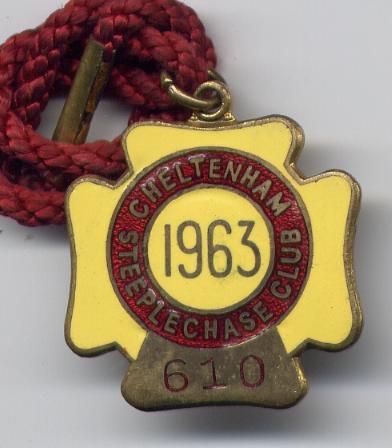 CHELTENHAM
1963
STEEPLECHASE CLUB
610